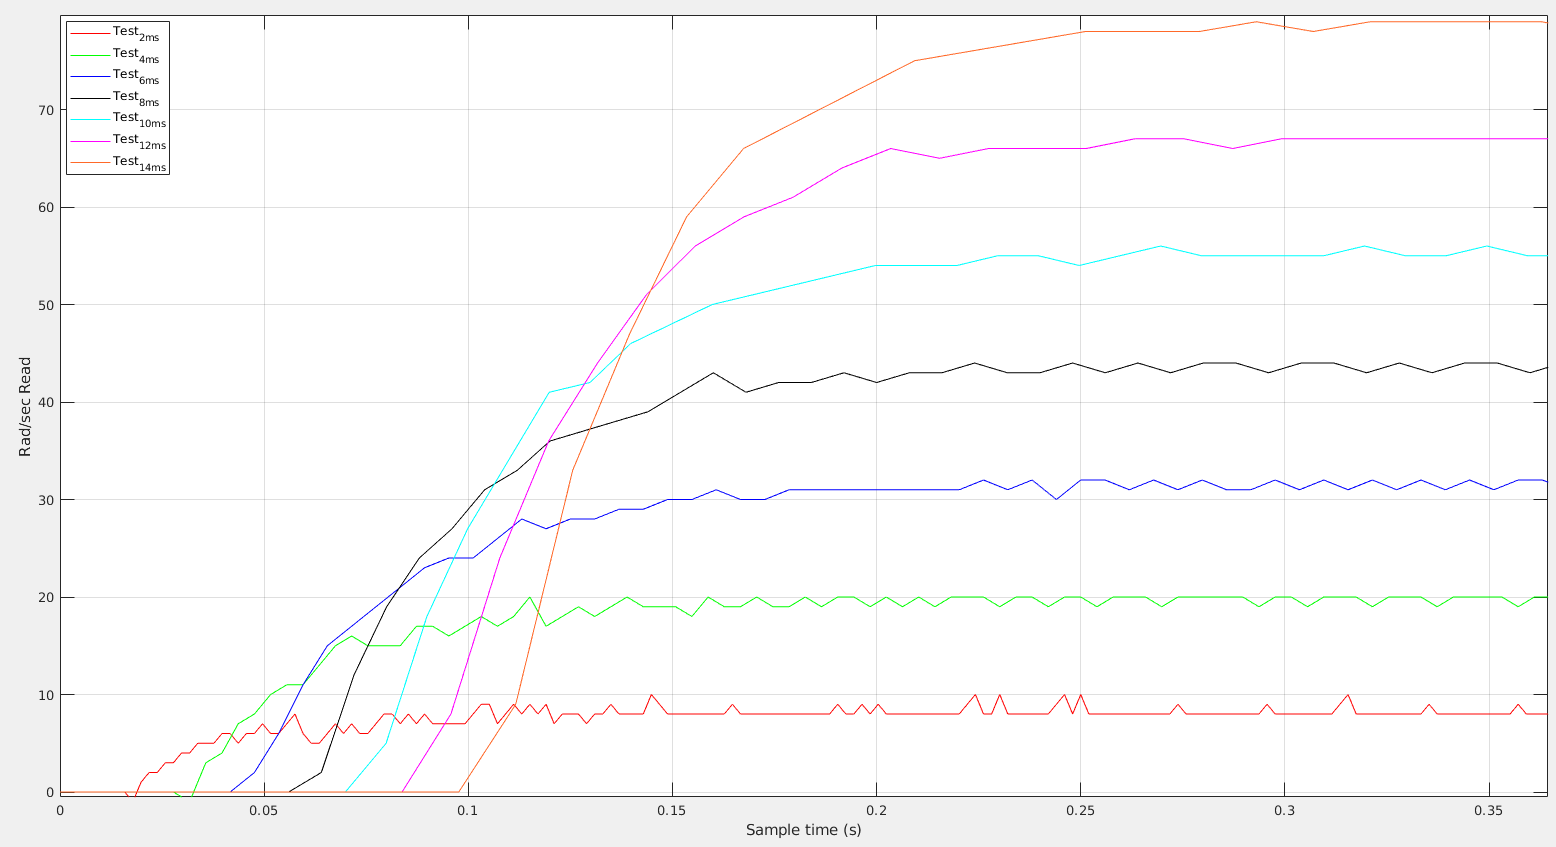 Test2ms
Test4ms
Test6ms
Test8ms
Test10ms
Test12ms
Test14ms
70
60
50
40
30
20
10
0
Rad/sec Read
0 0.05 0.1 0.15 0.2 0.25 0.3 0.35
Sample time (s)